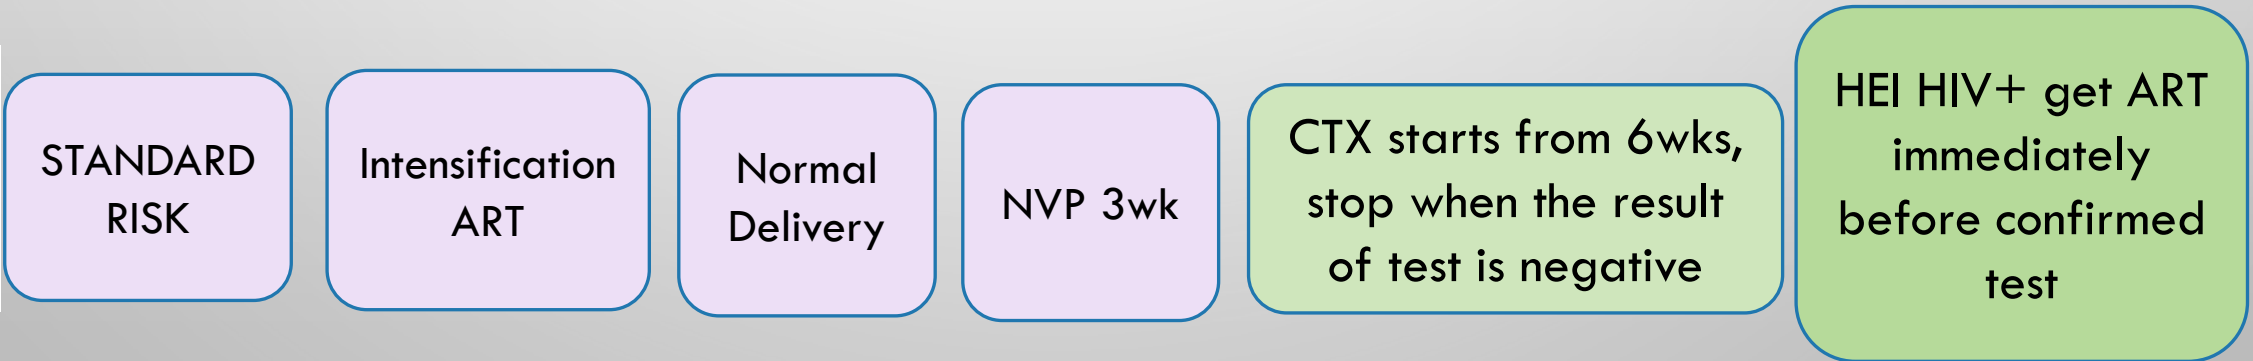 STANDARD
RISK
Intensification
ART
Normal
Delivery
NVP 3wk
CTX starts from 6wks,
stop when the result
of test is negative
HEI HIV+ get ART
immediately
before confirmed
test